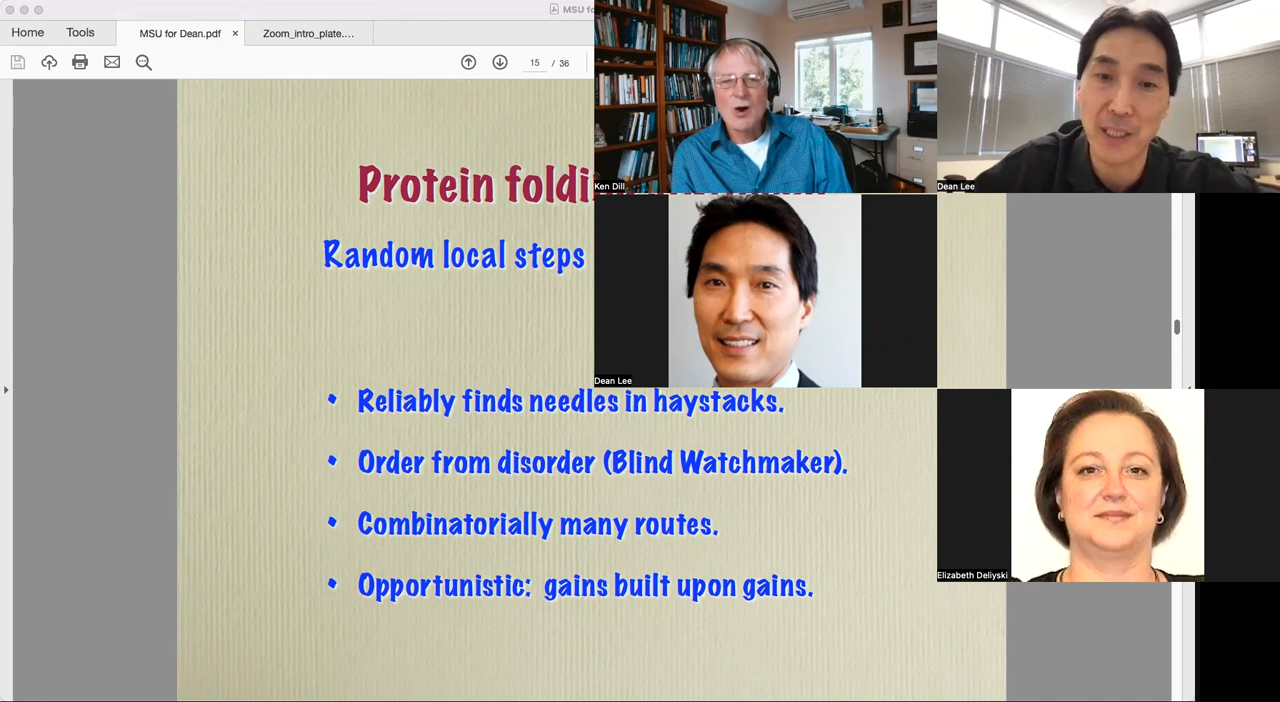 MSU fo
Home
Tools
MSU for Dean.pdf
×
Zoom_intro_plate....
15 / 36
Protein foldi
Random local steps
• Reliably finds needles in haystacks.
• Order from disorder (Blind Watchmaker).
• Combinatorially many routes.
• Opportunistic: gains built upon gains.
Ken Dill
Dean Lee
Dean Lee
Elizabeth Deliyski